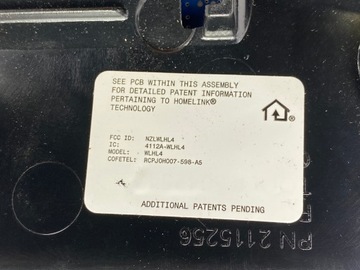 SEE PCB WITHIN THIS ASSEMBLY
FOR DETAILED PATENT INFORMATION
PERTAINING TO HOMELINK®
TECHNOLOGY
FCC ID: NZLWLHL4
IC: 4112A-WLHL4
MODEL: WLHL4
COFETEL: RCPJOHO07-598-A5
ADDITIONAL PATENTS PENDING
PN 2115256